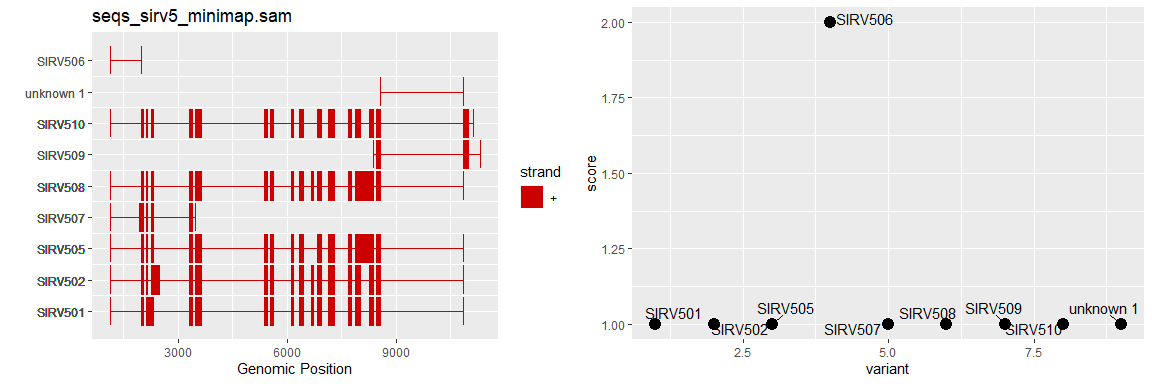 seqs_sirv5_minimap.sam
SIRV506
unknown 1
SIRV510
SIRV509
SIRV508
SIRV507
SIRV505
SIRV502
SIRV501
3000 6000 9000
Genomic Position
strand
+
2.00
1.75
1.50
1.25
1.00
score
SIRV506
SIRV501 SIRV505 SIRV508 SIRV509 unknown 1
SIRV502 SIRV507 SIRV510
2.5 5.0 7.5
variant